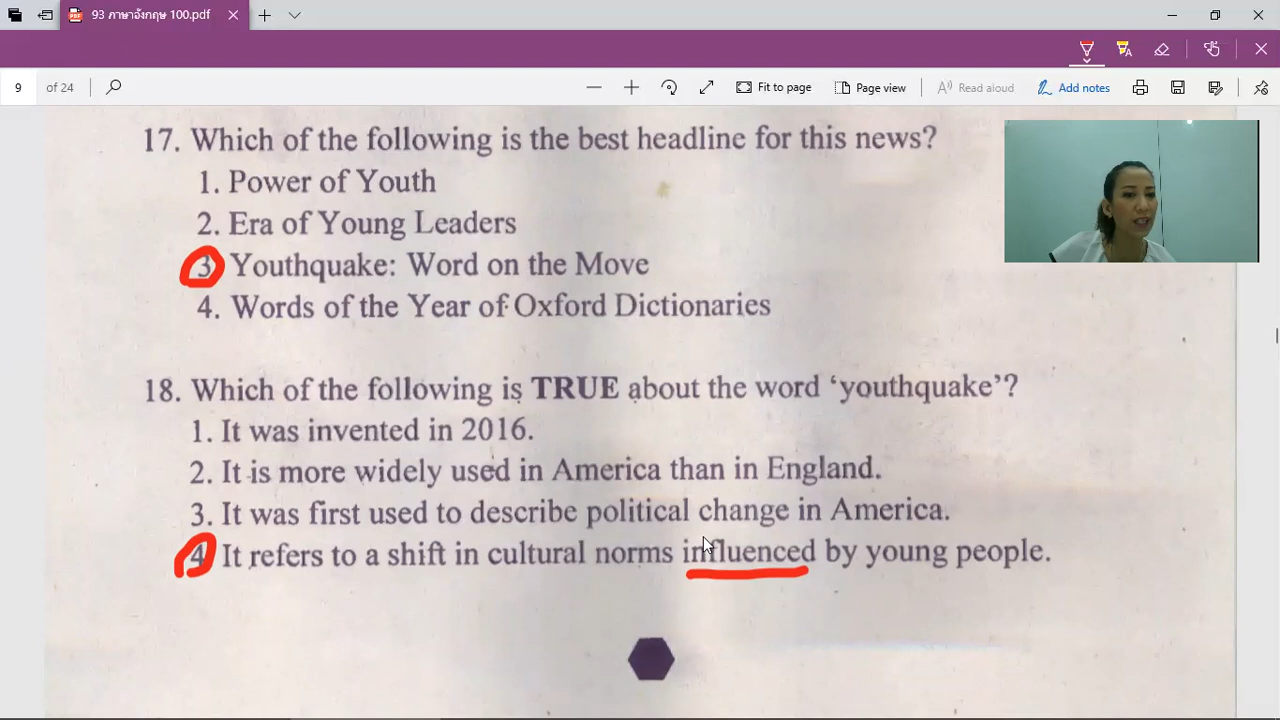 93 ภาษาอังกฤษ 100.pdf
9 of 24
Fit to page
Page view
Read aloud
Add notes
17. Which of the following is the best headline for this news?
1. Power of Youth
2. Era of Young Leaders
3 Youthquake: Word on the Move
4. Words of the Year of Oxford Dictionaries
18. Which of the following is TRUE about the word ‘youthquake’?
1. It was invented in 2016.
2. It is more widely used in America than in England.
3. It was first used to describe political change in America.
4 It refers to a shift in cultural norms influenced by young people.